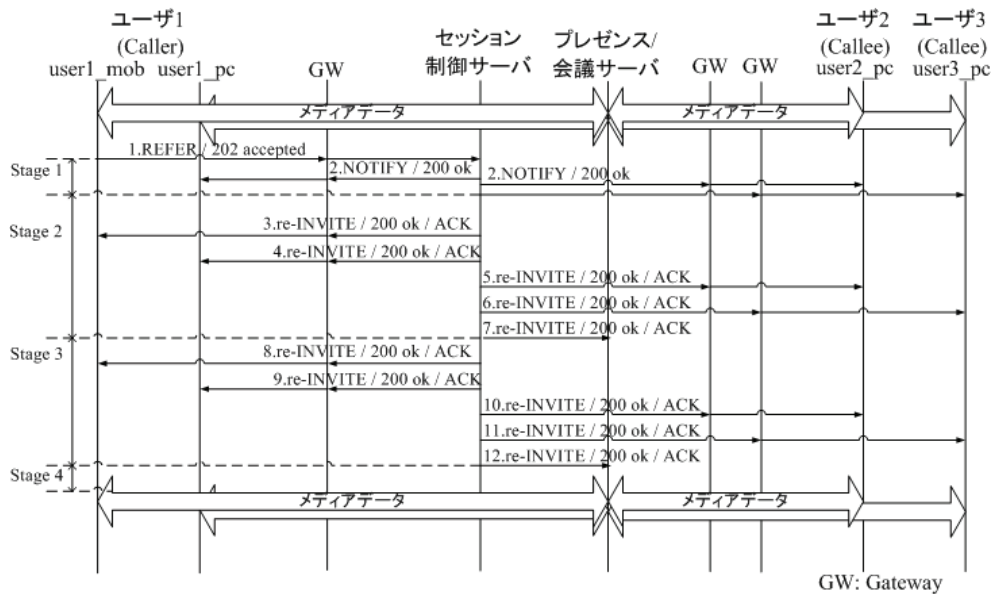 ユーザ1
(Caller)
user1_mob user1_pc
GW
セッション
制御サーバ
プレゼンス/
会議サーバ
GW
GW
ユーザ2
(Callee)
user2_pc
ユーザ3
(Callee)
user3_pc
メディアデータ
メディアデータ
Stage 1
1.REFER / 202 accepted
2.NOTIFY / 200 ok
2.NOTIFY / 200 ok
Stage 2
3.re-INVITE / 200 ok / ACK
4.re-INVITE / 200 ok / ACK
5.re-INVITE / 200 ok / ACK
6.re-INVITE / 200 ok / ACK
7.re-INVITE / 200 ok / ACK
Stage 3
8.re-INVITE / 200 ok / ACK
9.re-INVITE / 200 ok / ACK
10.re-INVITE / 200 ok / ACK
11.re-INVITE / 200 ok / ACK
12.re-INVITE / 200 ok / ACK
Stage 4
メディアデータ
メディアデータ
GW: Gateway